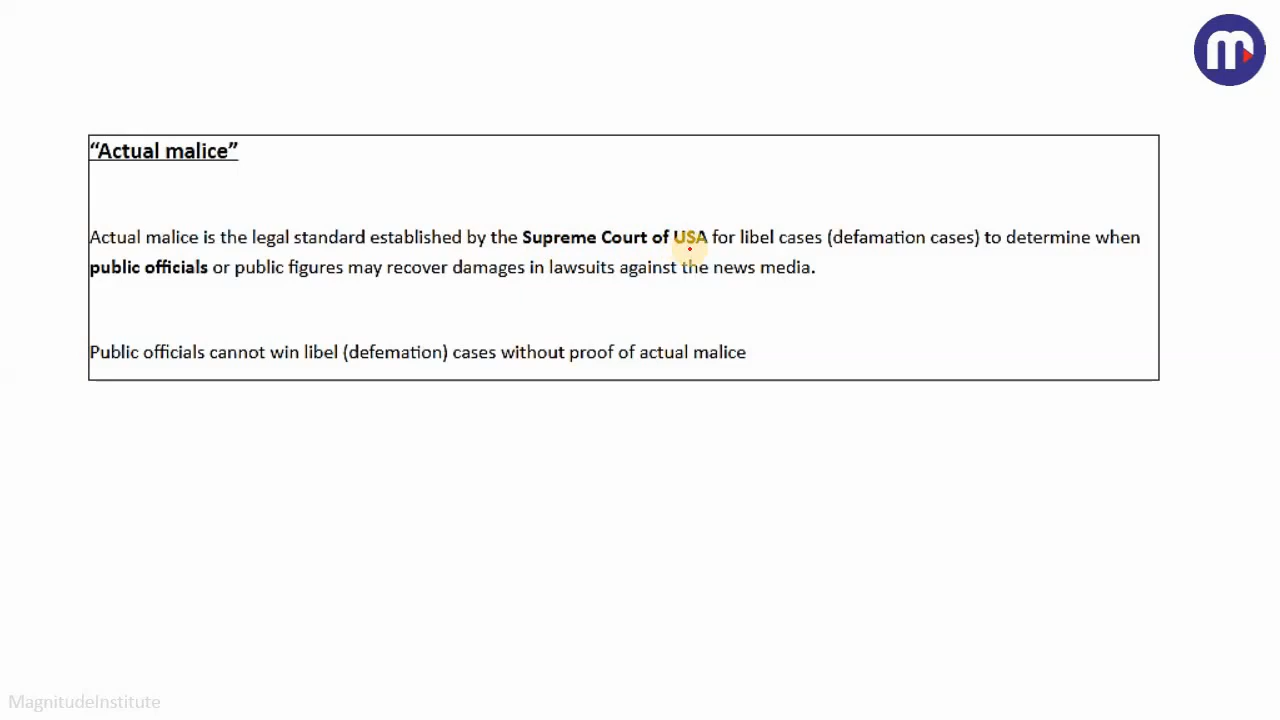 “Actual malice”
Actual malice is the legal standard established by the Supreme Court of USA for libel cases (defamation cases) to determine when
public officials or public figures may recover damages in lawsuits against the news media.
Public officials cannot win libel (defemation) cases without proof of actual malice
MagnitudeInstitute